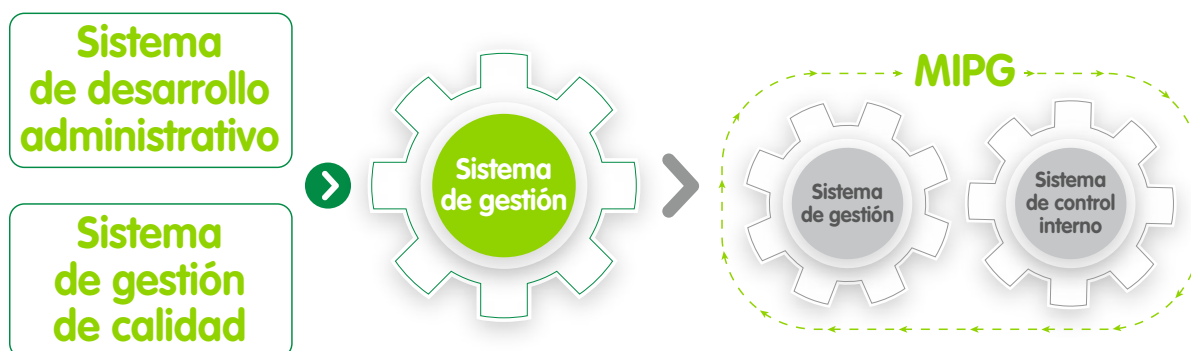 Sistema
de desarrollo
administrativo
Sistema
de gestión
de calidad
Sistema
de gestión
MIPG
Sistema
de gestión
Sistema
de control
interno